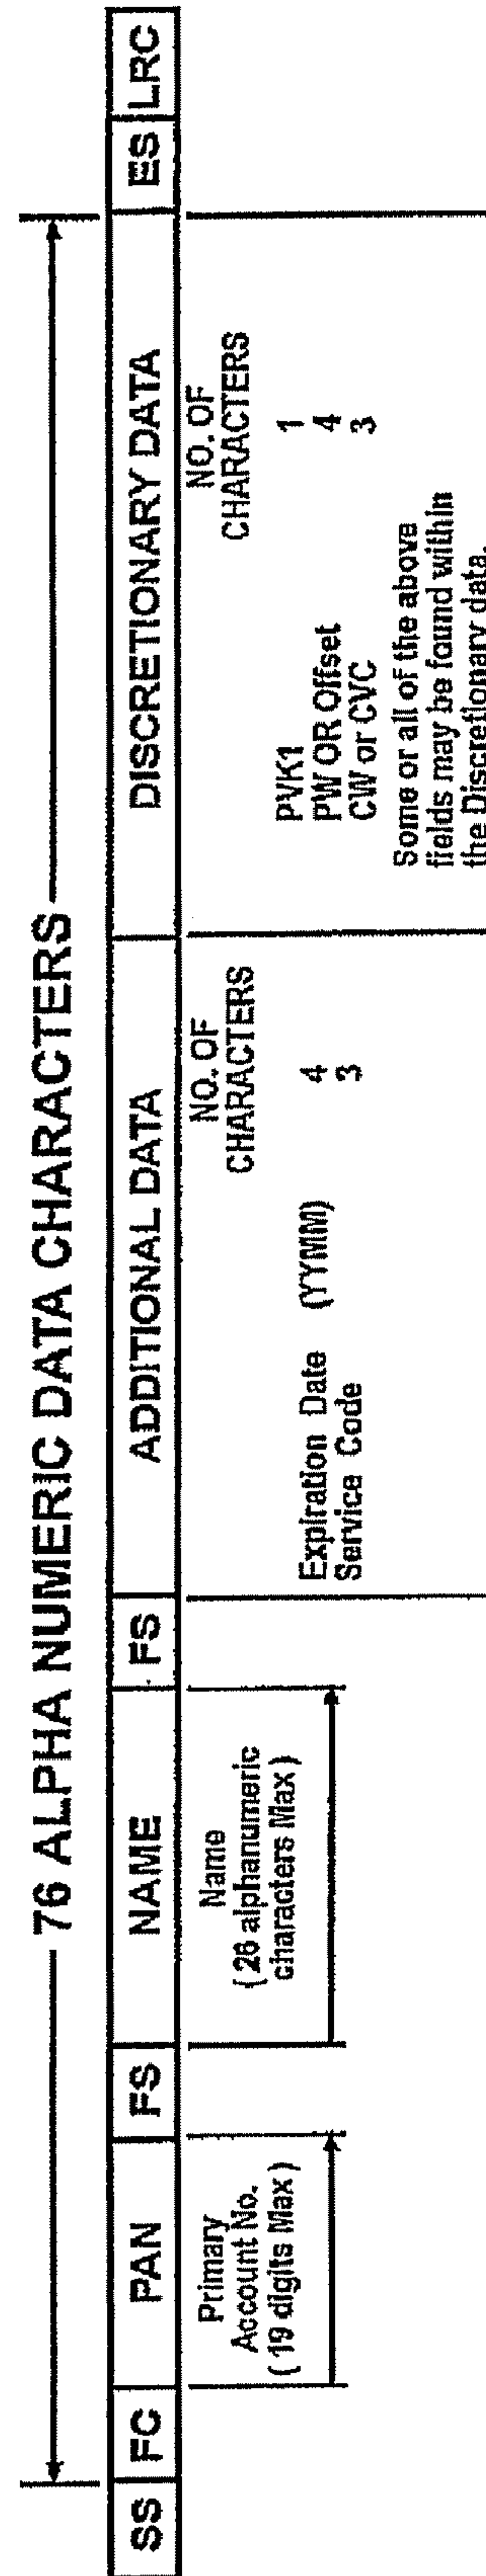 76 ALPHA NUMERIC DATA CHARACTERS
SS FC PAN FS NAME FS ADDITIONAL DATA DISCRETIONARY DATA ES LRC
Primary
Account No.
(19 digits Max)
Name
(26 alphanumeric
characters Max)
NO. OF
CHARACTERS
Expiration Date (YYMM) 4
Service Code 3
NO. OF
CHARACTERS
PVK1 1
PW OR Offset 4
CW or CVC 3
Some or all of the above
fields may be found within
the Discretionary data.